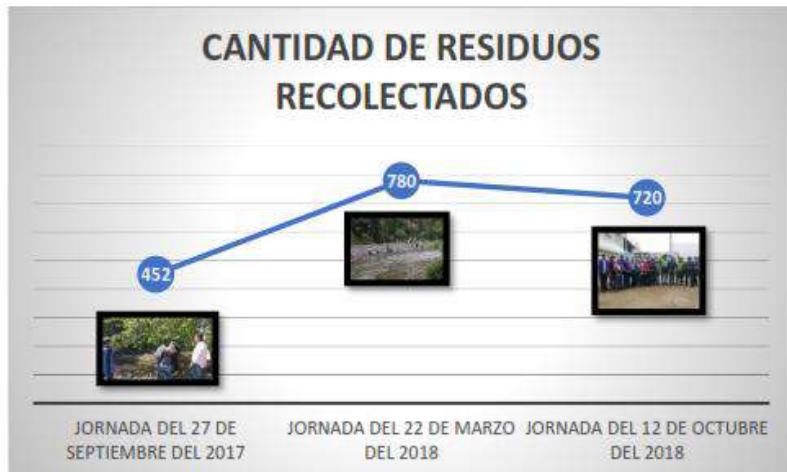 CANTIDAD DE RESIDUOS
RECOLECTADOS
452
780
720
JORNADA DEL 27 DE
SEPTIEMBRE DEL 2017
JORNADA DEL 22 DE MARZO
DEL 2018
JORNADA DEL 12 DE OCTUBRE
DEL 2018